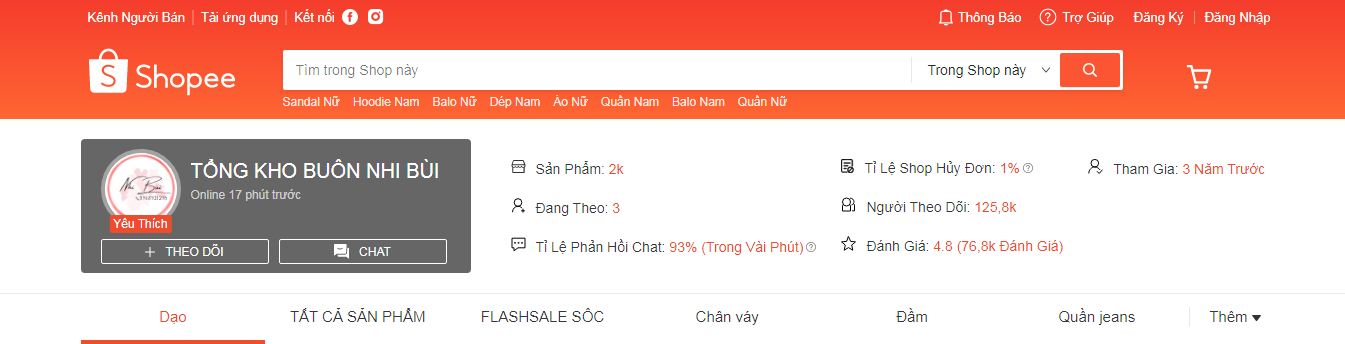 Kênh Người Bán Tải ứng dụng Kết nối Thông Báo Trợ Giúp Đăng Ký Đăng Nhập
Shopee
Tìm trong Shop này Trong Shop này
Sandal Nữ Hoodie Nam Balo Nữ Dép Nam Áo Nữ Quần Nam Balo Nam Quần Nữ
TỔNG KHO BUÔN NHI BÙI
Online 17 phút trước
Nhi Bùi
Yêu Thích
+ THEO DÕI CHAT
Sản Phẩm: 2k Tỉ Lệ Shop Hủy Đơn: 1% Tham Gia: 3 Năm Trước
Đang Theo: 3 Người Theo Dõi: 125,8k
Tỉ Lệ Phản Hồi Chat: 93% (Trong Vài Phút) Đánh Giá: 4.8 (76,8k Đánh Giá)
Dạo TẤT CẢ SẢN PHẨM FLASHSALE SỐC Chân váy Đầm Quần jeans Thêm